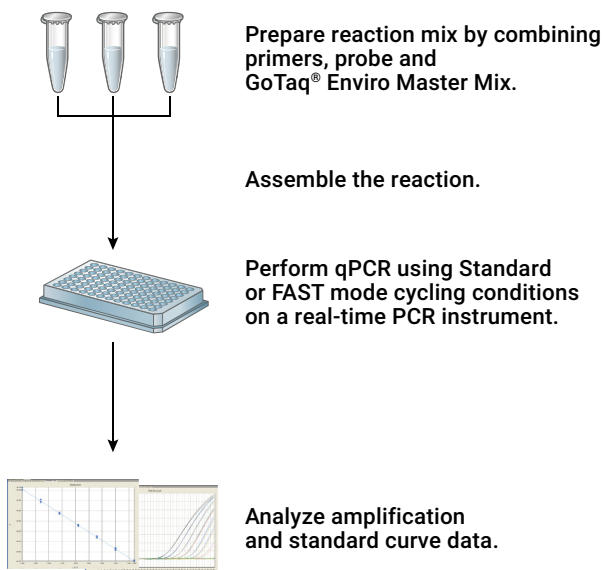 Prepare reaction mix by combining
primers, probe and
GoTaq® Enviro Master Mix.
Assemble the reaction.
Perform qPCR using Standard
or FAST mode cycling conditions
on a real-time PCR instrument.
Analyze amplification
and standard curve data.